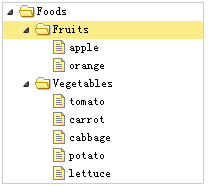 Foods
Fruits
apple
orange
Vegetables
tomato
carrot
cabbage
potato
lettuce